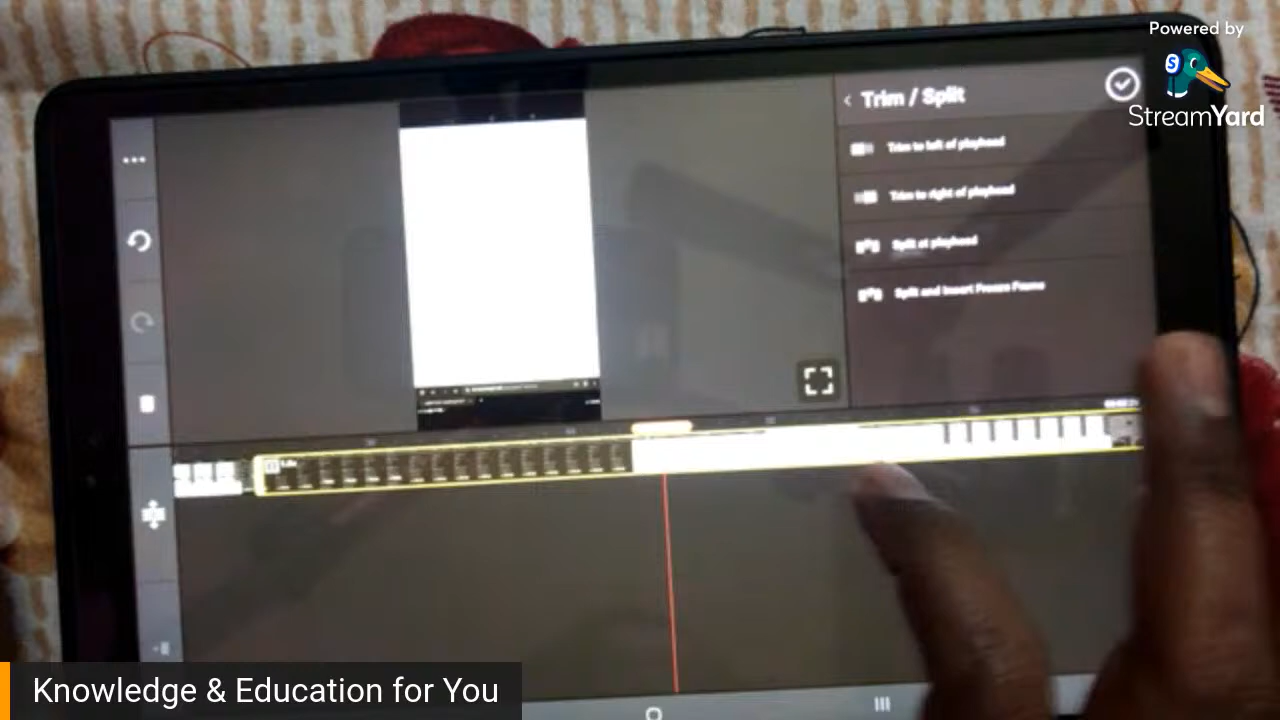 Powered by
StreamYard
Trim / Split
Trim to left of playhead
Trim to right of playhead
Split at playhead
Split and Insert Freeze Frame
Knowledge & Education for You